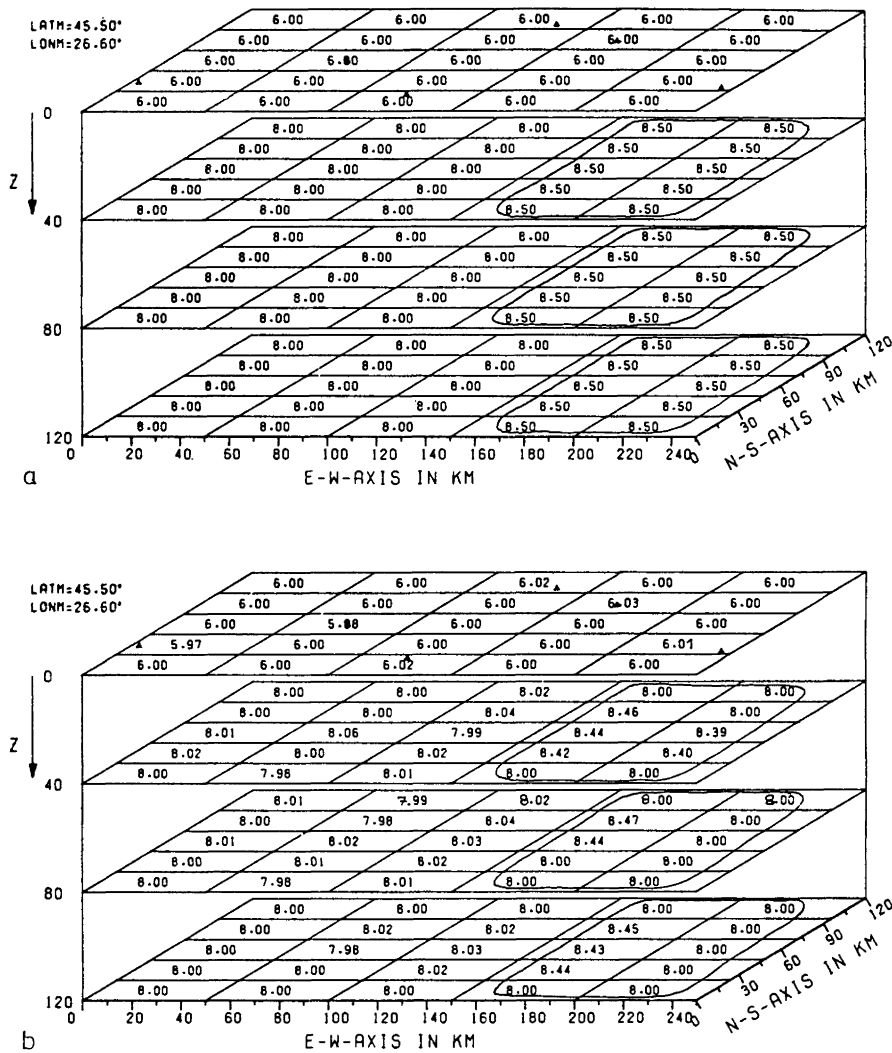 LATM=45.50°
LONM=26.60°
6.00 6.00 6.00 6.00 6.00
6.00 6.00 6.00 6.00 6.00
6.00 6.00 6.00 6.00
6.00 6.00 6.00 6.00 6.00
6.00 6.00 6.00 6.00 6.00
0
8.00 8.00 8.00 8.50 8.50
8.00 8.00 8.00 8.50 8.50
8.00 8.00 8.00 8.50 8.50
8.00 8.00 8.00 8.50 8.50
8.00 8.00 8.00 8.50 8.50
Z
40
8.00 8.00 8.00 8.50 8.50
8.00 8.00 8.00 8.50 8.50
8.00 8.00 8.00 8.50 8.50
8.00 8.00 8.00 8.50 8.50
8.00 8.00 8.00 8.50 8.50
80
8.00 8.00 8.00 8.50 8.50
8.00 8.00 8.00 8.50 8.50
8.00 8.00 8.00 8.50 8.50
8.00 8.00 8.00 8.50 8.50
8.00 8.00 8.00 8.50 8.50
120
0 20 40 60 80 100 120 140 160 180 200 220 240
E-W-AXIS IN KM
0 30 60 90 120
N-S-AXIS IN KM
a
LATM=45.50°
LONM=26.60°
6.00 6.00 6.02 6.00 6.00
6.00 6.00 6.00 6.03 6.00
6.00 5.98 6.00 6.00 6.00
5.97 6.00 6.00 6.00 6.01
6.00 6.00 6.02 6.00 6.00
0
8.00 8.00 8.02 8.00 8.00
8.00 8.00 8.04 8.46 8.00
8.01 8.06 7.99 8.44 8.39
8.02 8.00 8.02 8.42 8.40
8.00 7.98 8.01 8.00 8.00
Z
40
8.01 7.99 8.02 8.00 8.00
8.00 7.98 8.04 8.47 8.00
8.01 8.02 8.03 8.44 8.00
8.00 8.01 8.02 8.00 8.00
8.00 7.98 8.01 8.00 8.00
80
8.00 8.00 8.00 8.00 8.00
8.00 8.02 8.02 8.45 8.00
8.00 7.98 8.03 8.43 8.00
8.00 8.00 8.02 8.44 8.00
8.00 8.00 8.00 8.00 8.00
120
0 20 40 60 80 100 120 140 160 180 200 220 240
E-W-AXIS IN KM
0 30 60 90 120
N-S-AXIS IN KM
b